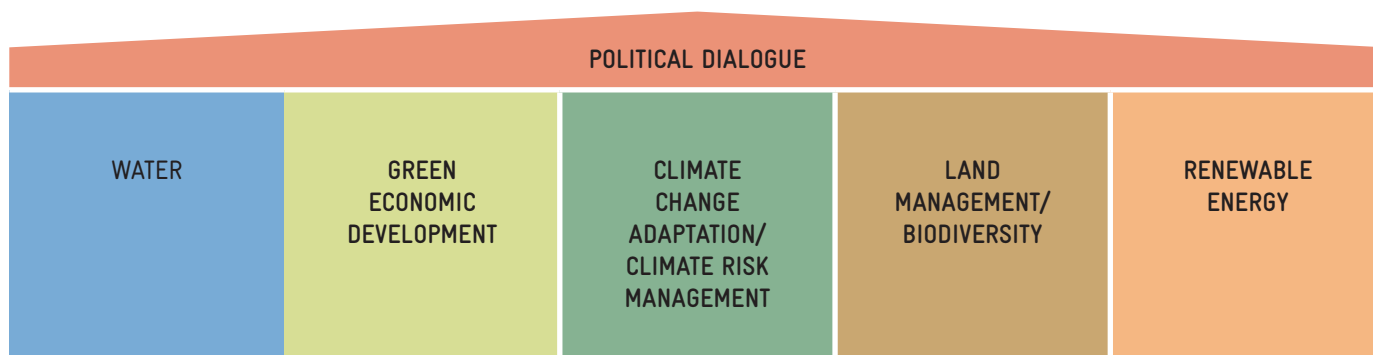 POLITICAL DIALOGUE
WATER
GREEN
ECONOMIC
DEVELOPMENT
CLIMATE
CHANGE
ADAPTATION/
CLIMATE RISK
MANAGEMENT
LAND
MANAGEMENT/
BIODIVERSITY
RENEWABLE
ENERGY